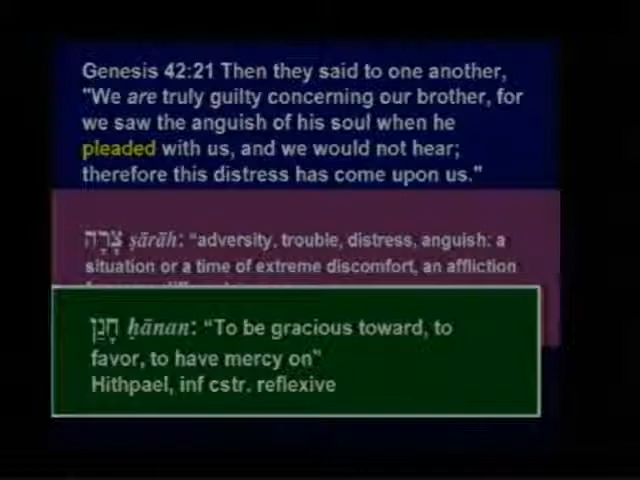 Genesis 42:21 Then they said to one another,
"We are truly guilty concerning our brother, for
we saw the anguish of his soul when he
pleaded with us, and we would not hear;
therefore this distress has come upon us."
צָרָה ṣārāh: “adversity, trouble, distress, anguish: a
situation or a time of extreme discomfort, an affliction
חָנַן ḥānan: “To be gracious toward, to
favor, to have mercy on”
Hithpael, inf cstr. reflexive